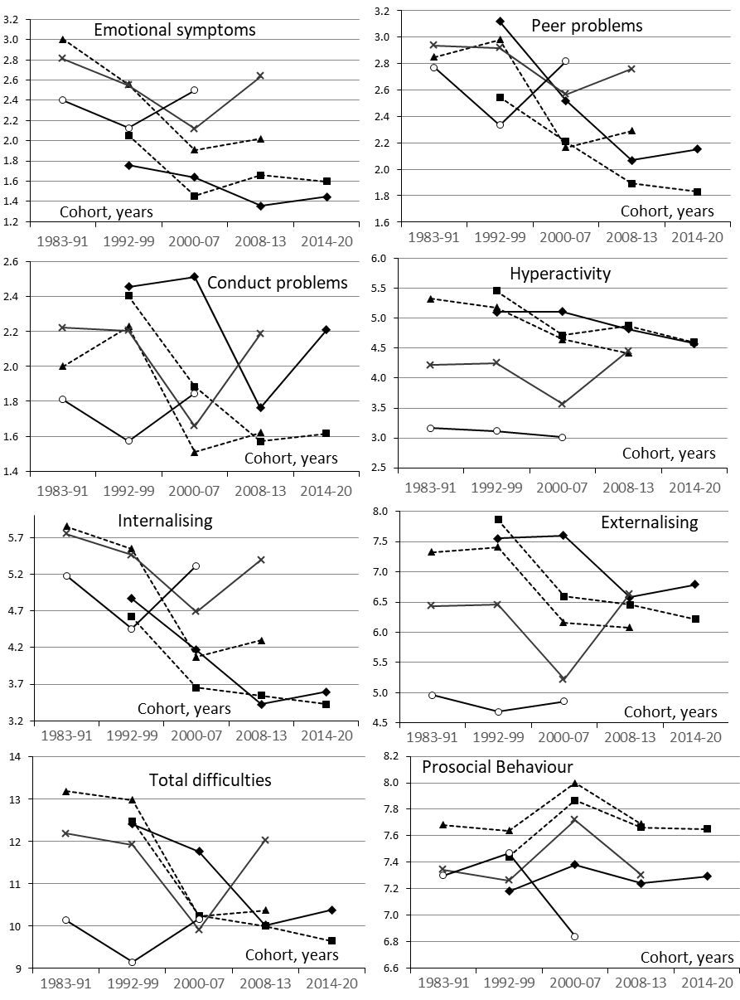 Emotional symptoms
3.2
3.0
2.8
2.6
2.4
2.2
2.0
1.8
1.6
1.4
1.2
Cohort, years
1983-91 1992-99 2000-07 2008-13 2014-20
Peer problems
3.2
3.0
2.8
2.6
2.4
2.2
2.0
1.8
1.6
Cohort, years
1983-91 1992-99 2000-07 2008-13 2014-20
Conduct problems
2.6
2.4
2.2
2.0
1.8
1.6
1.4
Cohort, years
1983-91 1992-99 2000-07 2008-13 2014-20
Hyperactivity
6.0
5.5
5.0
4.5
4.0
3.5
3.0
2.5
Cohort, years
1983-91 1992-99 2000-07 2008-13 2014-20
Internalising
5.7
5.2
4.7
4.2
3.7
3.2
Cohort, years
1983-91 1992-99 2000-07 2008-13 2014-20
Externalising
8.0
7.5
7.0
6.5
6.0
5.5
5.0
4.5
Cohort, years
1983-91 1992-99 2000-07 2008-13 2014-20
Total difficulties
14
13
12
11
10
9
Cohort, years
1983-91 1992-99 2000-07 2008-13 2014-20
Prosocial Behaviour
8.2
8.0
7.8
7.6
7.4
7.2
7.0
6.8
6.6
Cohort, years
1983-91 1992-99 2000-07 2008-13 2014-20